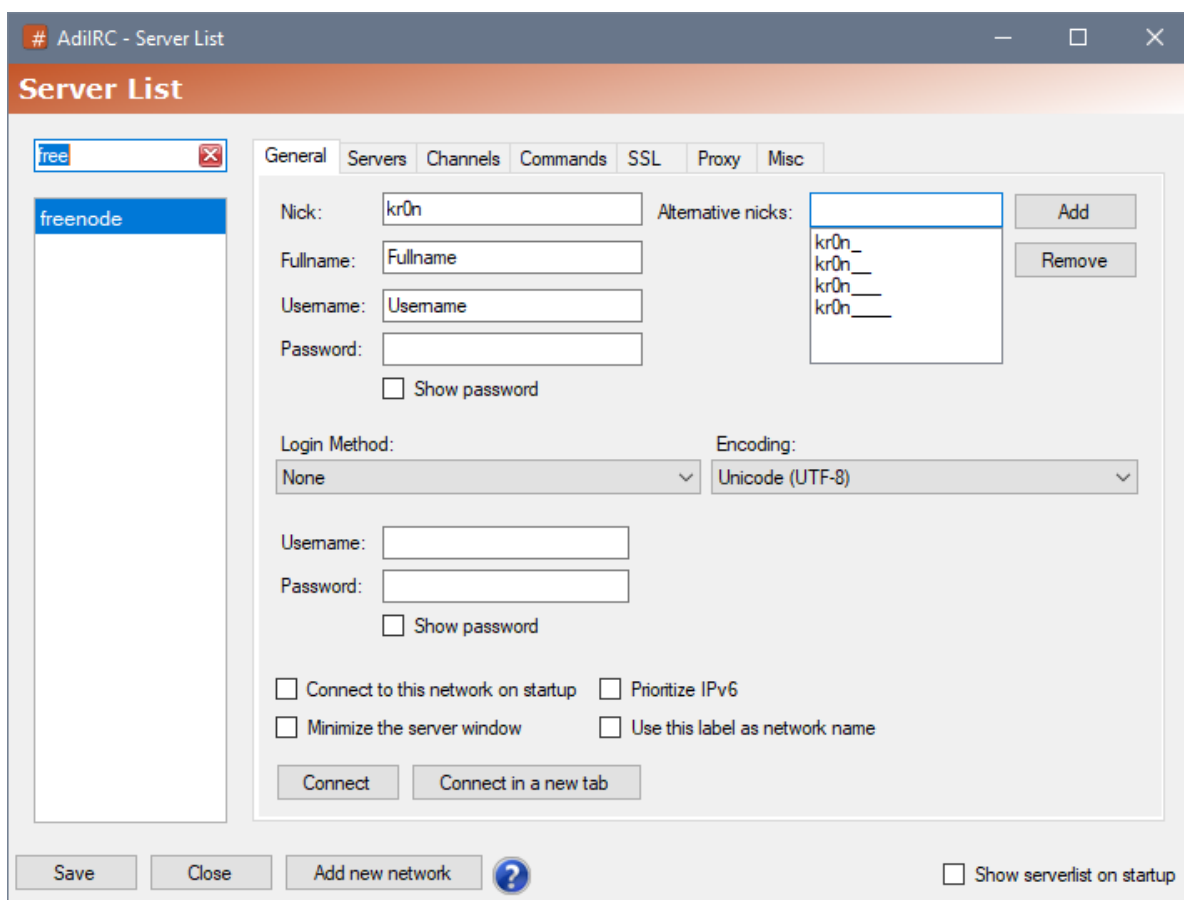 # AdiIRC - Server List
Server List
free
freenode
General Servers Channels Commands SSL Proxy Misc
Nick: kr0n Alternative nicks: Add
kr0n_
kr0n__
kr0n___
kr0n____
Remove
Fullname: Fullname
Username: Username
Password:
Show password
Login Method: Encoding:
None Unicode (UTF-8)
Username:
Password:
Show password
Connect to this network on startup Prioritize IPv6
Minimize the server window Use this label as network name
Connect Connect in a new tab
Save Close Add new network ? Show serverlist on startup